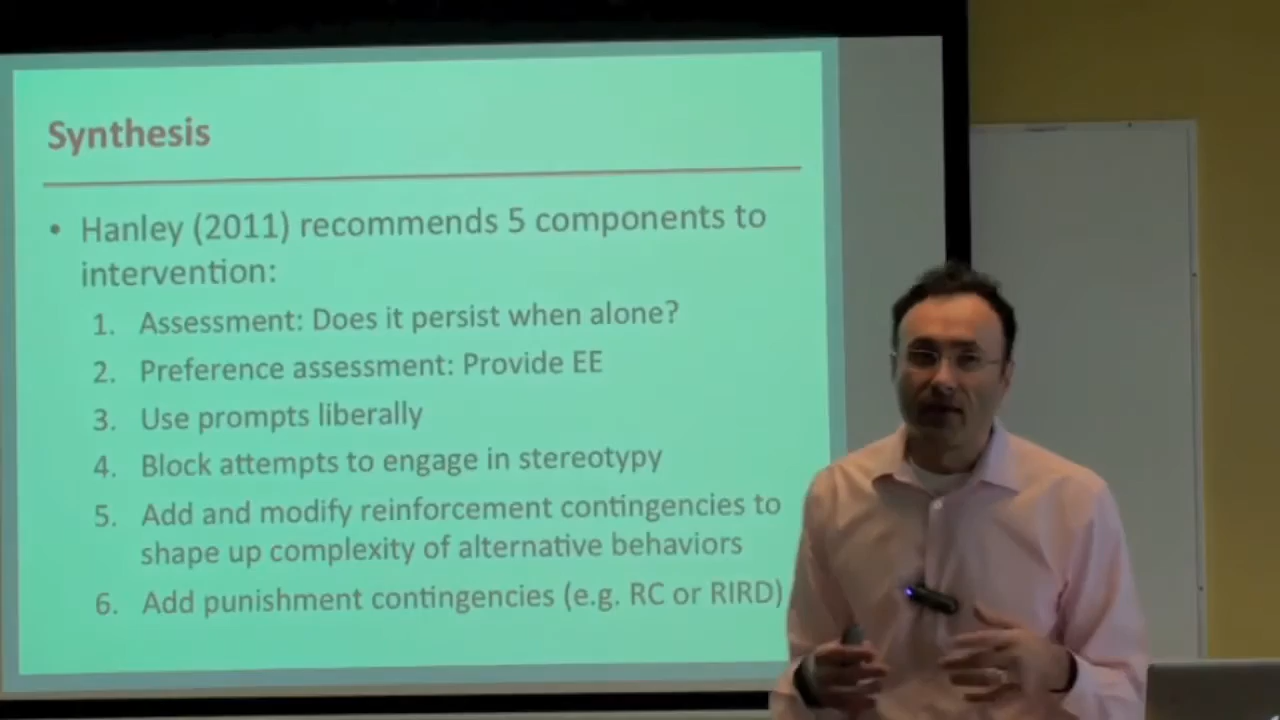 Synthesis
• Hanley (2011) recommends 5 components to
intervention:
1. Assessment: Does it persist when alone?
2. Preference assessment: Provide EE
3. Use prompts liberally
4. Block attempts to engage in stereotypy
5. Add and modify reinforcement contingencies to
shape up complexity of alternative behaviors
6. Add punishment contingencies (e.g. RC or RIRD)